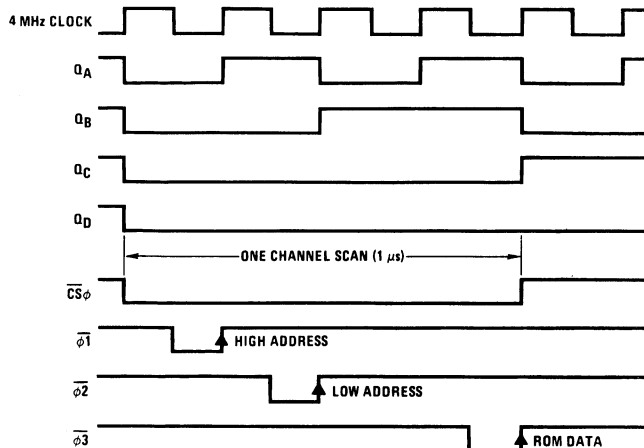 4 MHz CLOCK
QA
QB
QC
QD
ONE CHANNEL SCAN (1 μs)
CSφ
φ1
HIGH ADDRESS
φ2
LOW ADDRESS
φ3
ROM DATA